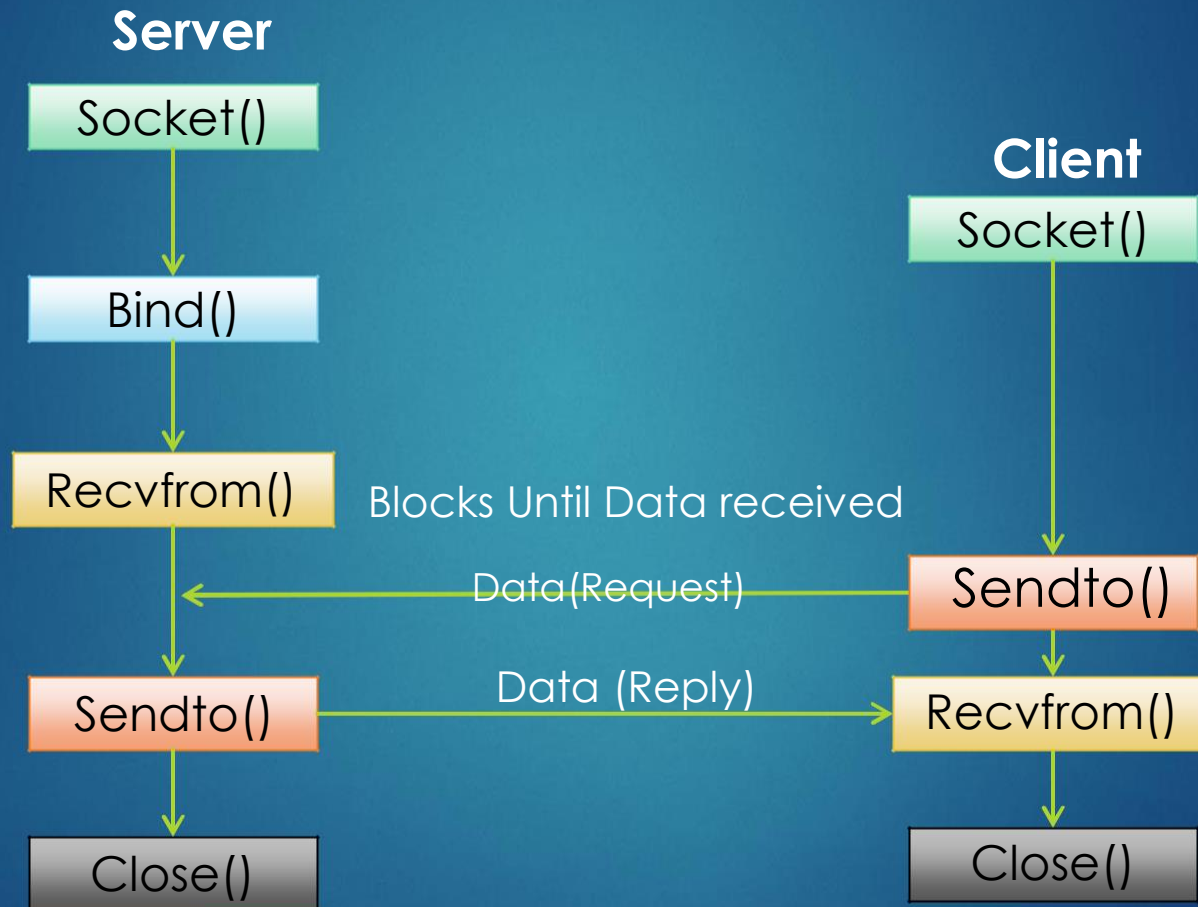 Server
Socket()
Client
Socket()
Bind()
Recvfrom()
Blocks Until Data received
Data(Request)
Sendto()
Data (Reply)
Sendto()
Recvfrom()
Close()
Close()